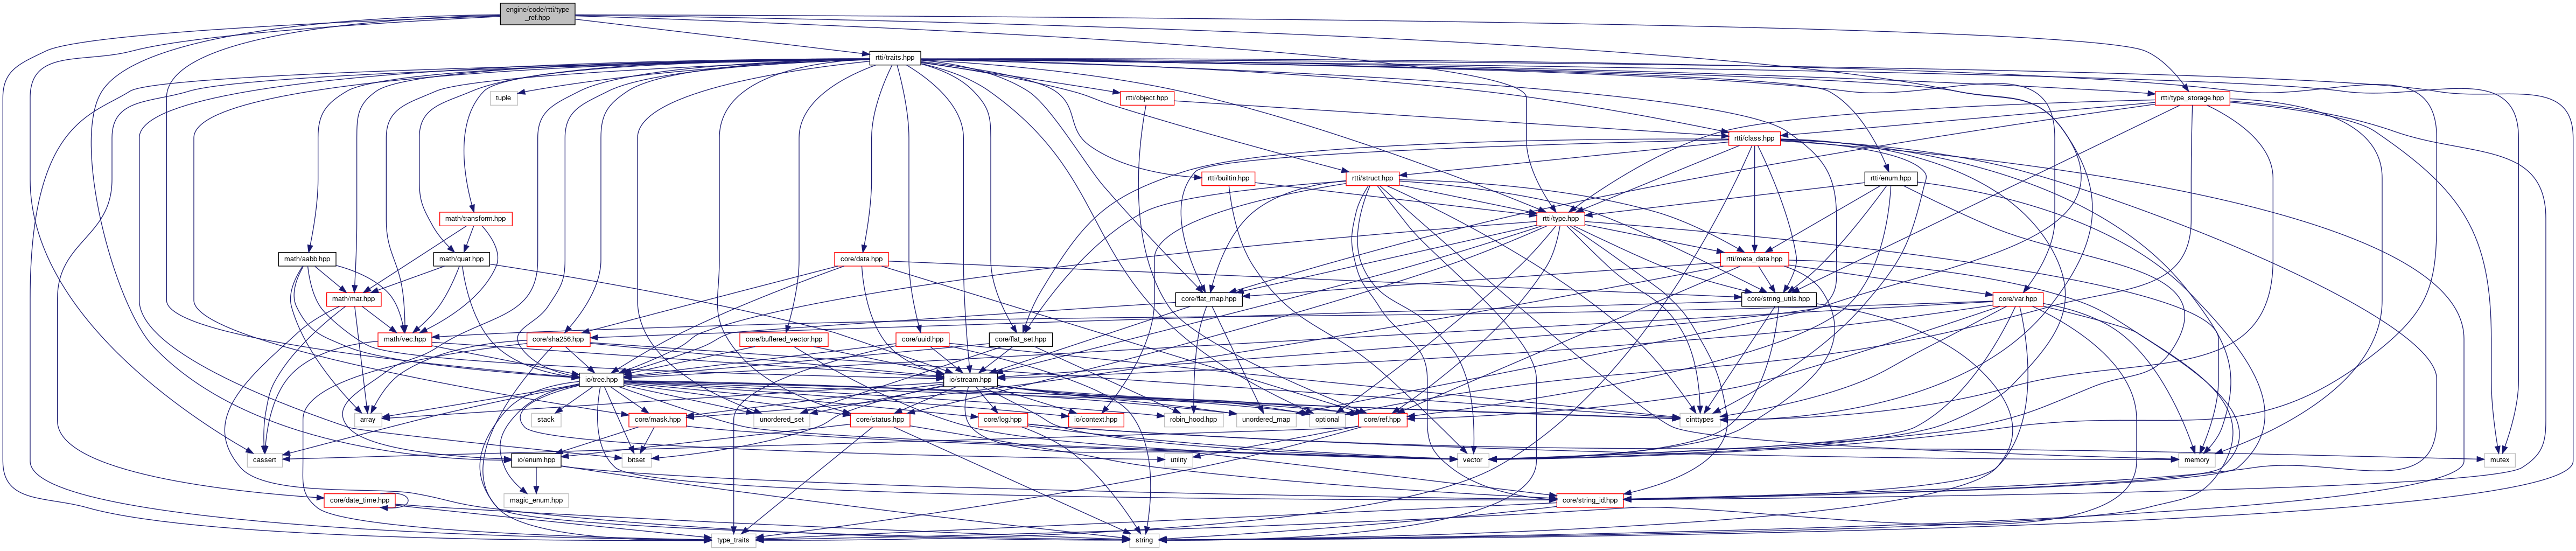 engine/code/rtti/type
_ref.hpp
rtti/traits.hpp
tuple
rtti/object.hpp
rtti/type_storage.hpp
rtti/class.hpp
rtti/builtin.hpp
rtti/struct.hpp
rtti/enum.hpp
math/transform.hpp
rtti/type.hpp
math/aabb.hpp
math/quat.hpp
core/data.hpp
rtti/meta_data.hpp
math/mat.hpp
core/flat_map.hpp
core/string_utils.hpp
core/var.hpp
math/vec.hpp
core/sha256.hpp
core/buffered_vector.hpp
core/uuid.hpp
core/flat_set.hpp
io/tree.hpp
io/stream.hpp
array
stack
core/mask.hpp
unordered_set
core/status.hpp
core/log.hpp
io/context.hpp
robin_hood.hpp
unordered_map
optional
core/ref.hpp
cinttypes
cassert
io/enum.hpp
bitset
utility
vector
memory
mutex
core/date_time.hpp
magic_enum.hpp
core/string_id.hpp
type_traits
string